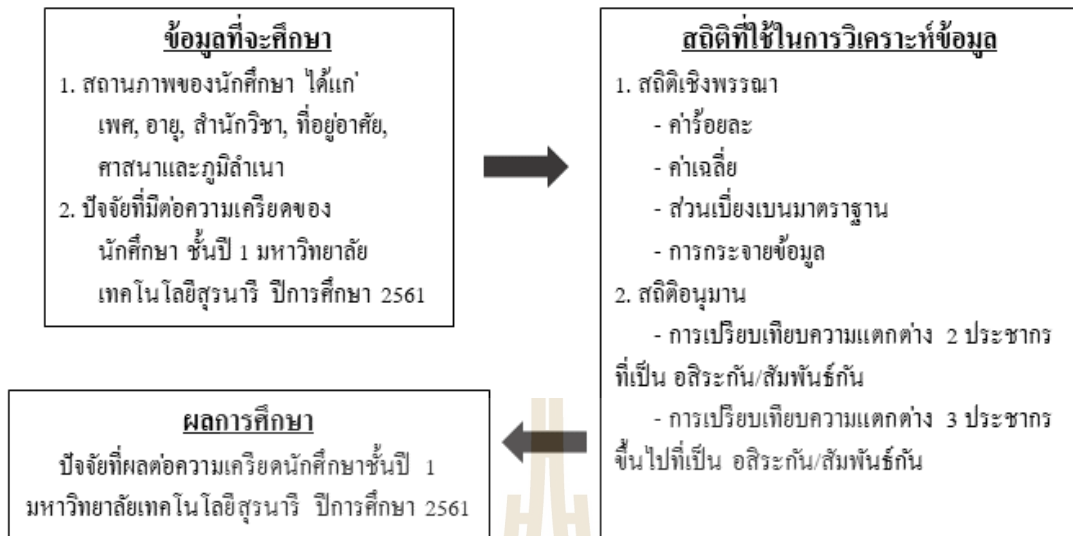 ข้อมูลที่จะศึกษา
1. สถานภาพของนักศึกษา ได้แก่
เพศ, อายุ, สำนักวิชา, ที่อยู่อาศัย,
ศาสนาและภูมิลำเนา
2. ปัจจัยที่มีต่อความเครียดของ
นักศึกษา ชั้นปี 1 มหาวิทยาลัย
เทคโนโลยีสุรนารี ปีการศึกษา 2561
สถิติที่ใช้ในการวิเคราะห์ข้อมูล
1. สถิติเชิงพรรณา
- ค่าร้อยละ
- ค่าเฉลี่ย
- ส่วนเบี่ยงเบนมาตราฐาน
- การกระจายข้อมูล
2. สถิติอนุมาน
- การเปรียบเทียบความแตกต่าง 2 ประชากร
ที่เป็น อสิระกัน/สัมพันธ์กัน
- การเปรียบเทียบความแตกต่าง 3 ประชากร
ขึ้นไปที่เป็น อสิระกัน/สัมพันธ์กัน
ผลการศึกษา
ปัจจัยที่ผลต่อความเครียดนักศึกษาชั้นปี 1
มหาวิทยาลัยเทคโนโลยีสุรนารี ปีการศึกษา 2561